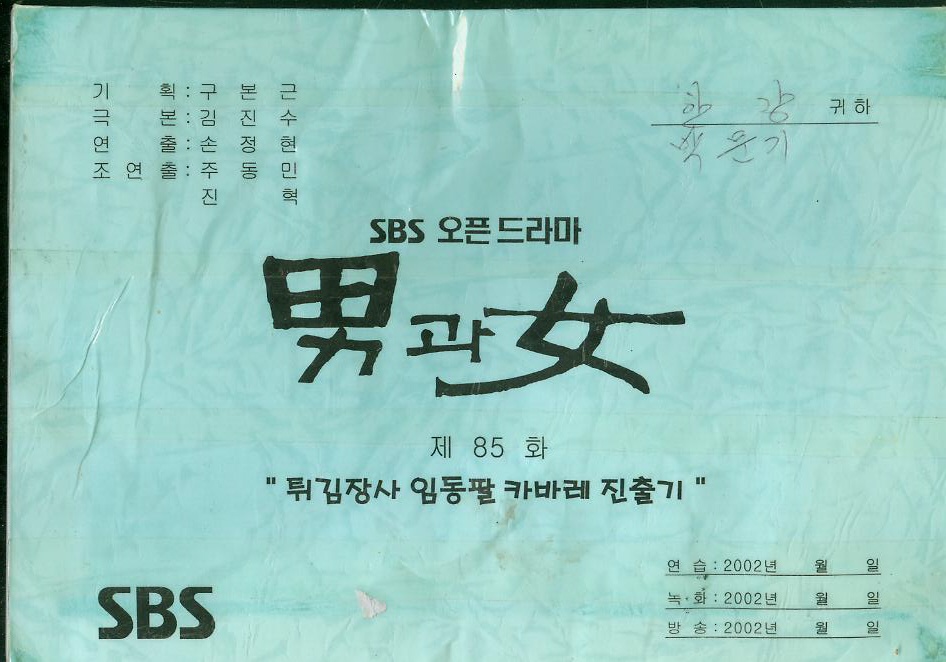 기 획 : 구 본 근
극 본 : 김 진 수
연 출 : 손 정 현
조 연 출 : 주 동 민
진 혁
귀 하
SBS 오픈드라마
男과女
제 85 화
" 튀김장사 임동팔 카바레 진출기 "
SBS
연 습 : 2002년 월 일
녹 화 : 2002년 월 일
방 송 : 2002년 월 일